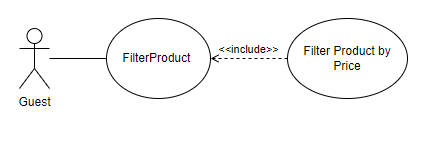 FilterProduct
<<include>>
Filter Product by
Price
Guest